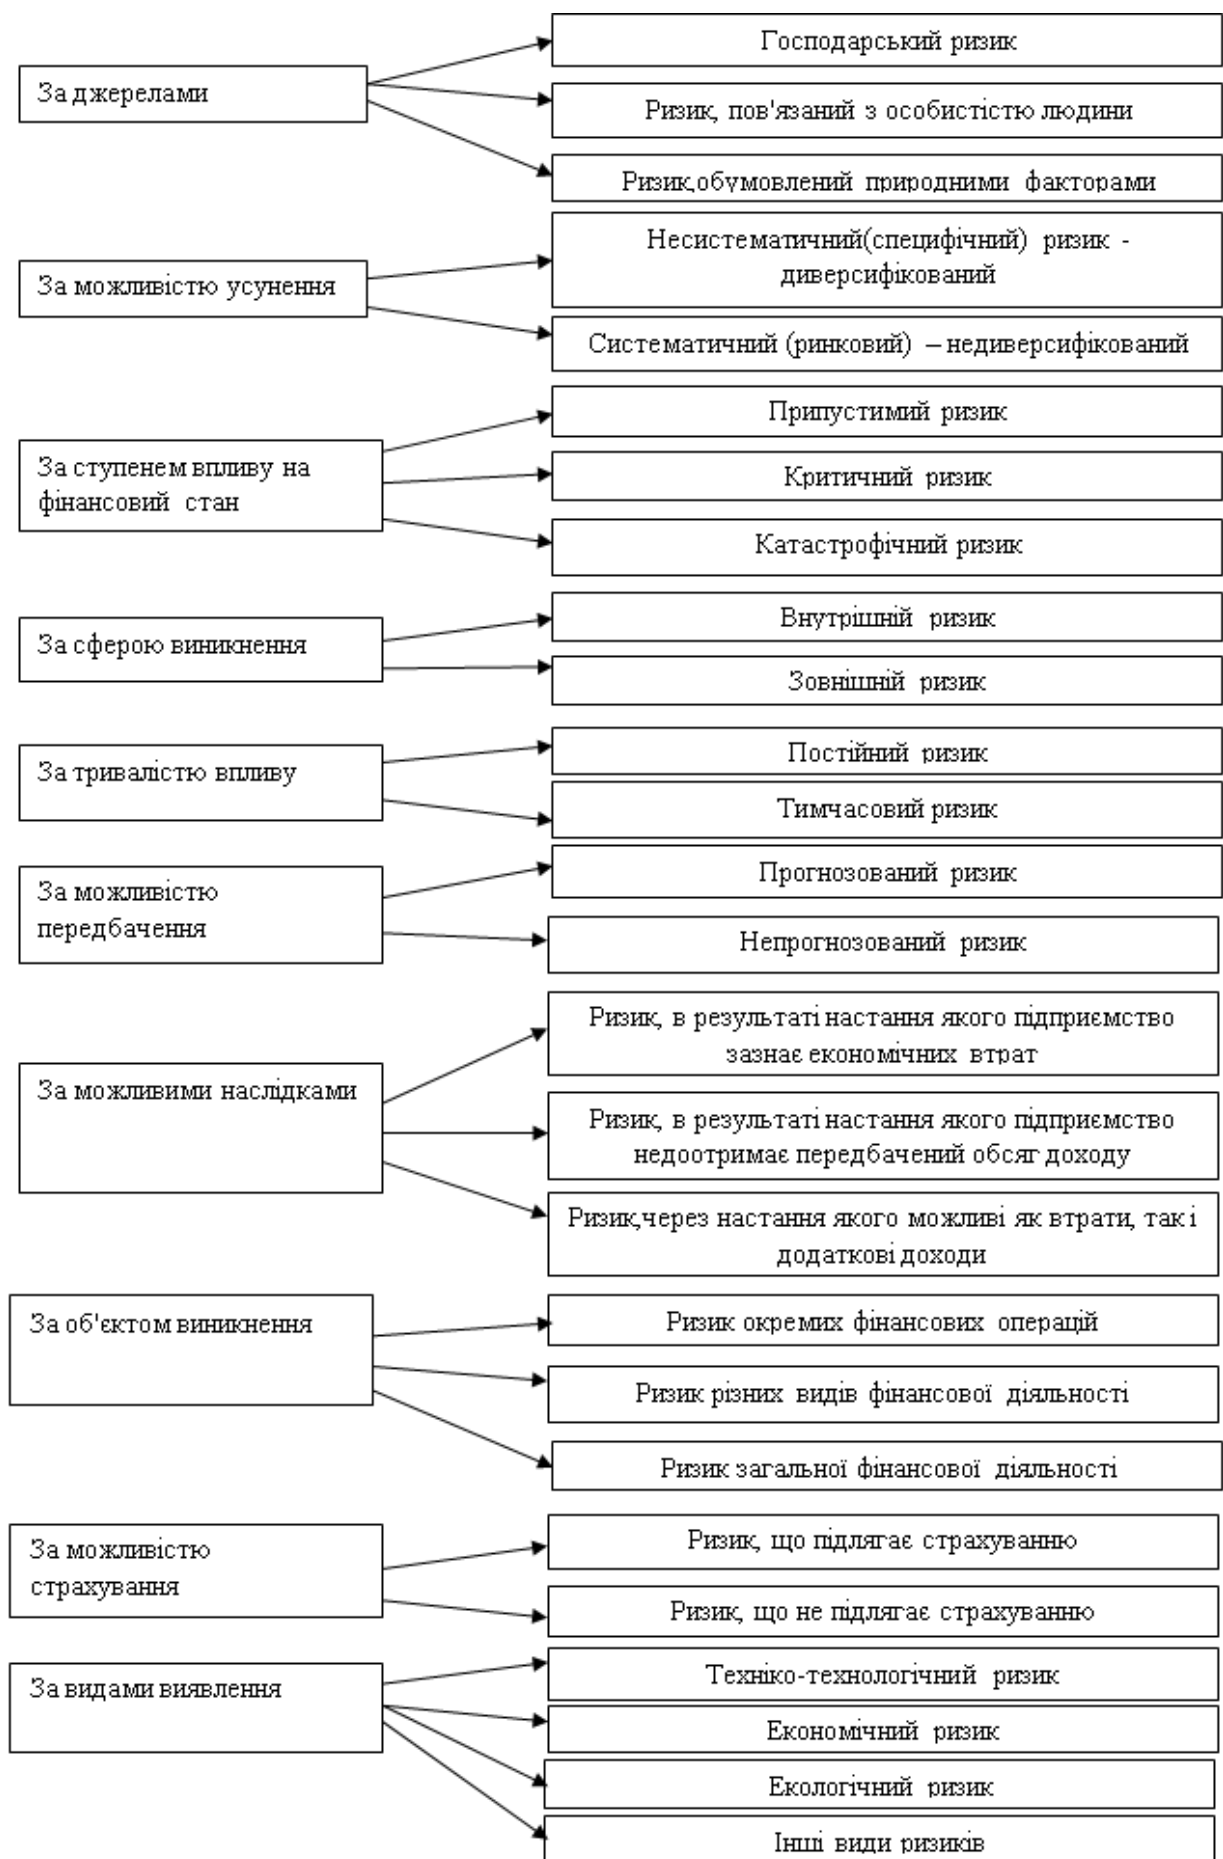 За джерелами
Господарський ризик
Ризик, пов'язаний з особистістю людини
Ризик,обумовлений природними факторами
За можливістю усунення
Несистематичний(специфічний) ризик -
диверсифікований
Систематичний (ринковий) – недиверсифікований
За ступенем впливу на
фінансовий стан
Припустимий ризик
Критичний ризик
Катастрофічний ризик
За сферою виникнення
Внутрішній ризик
Зовнішній ризик
За тривалістю впливу
Постійний ризик
Тимчасовий ризик
За можливістю
передбачення
Прогнозований ризик
Непрогнозований ризик
За можливими наслідками
Ризик, в результаті настання якого підприємство
зазнає економічних втрат
Ризик, в результаті настання якого підприємство
недоотримає передбачений обсяг доходу
Ризик,через настання якого можливі як втрати, так і
додаткові доходи
За об'єктом виникнення
Ризик окремих фінансових операцій
Ризик різних видів фінансової діяльності
Ризик загальної фінансової діяльності
За можливістю
страхування
Ризик, що підлягає страхуванню
Ризик, що не підлягає страхуванню
За видами виявлення
Техніко-технологічний ризик
Економічний ризик
Екологічний ризик
Інші види ризиків